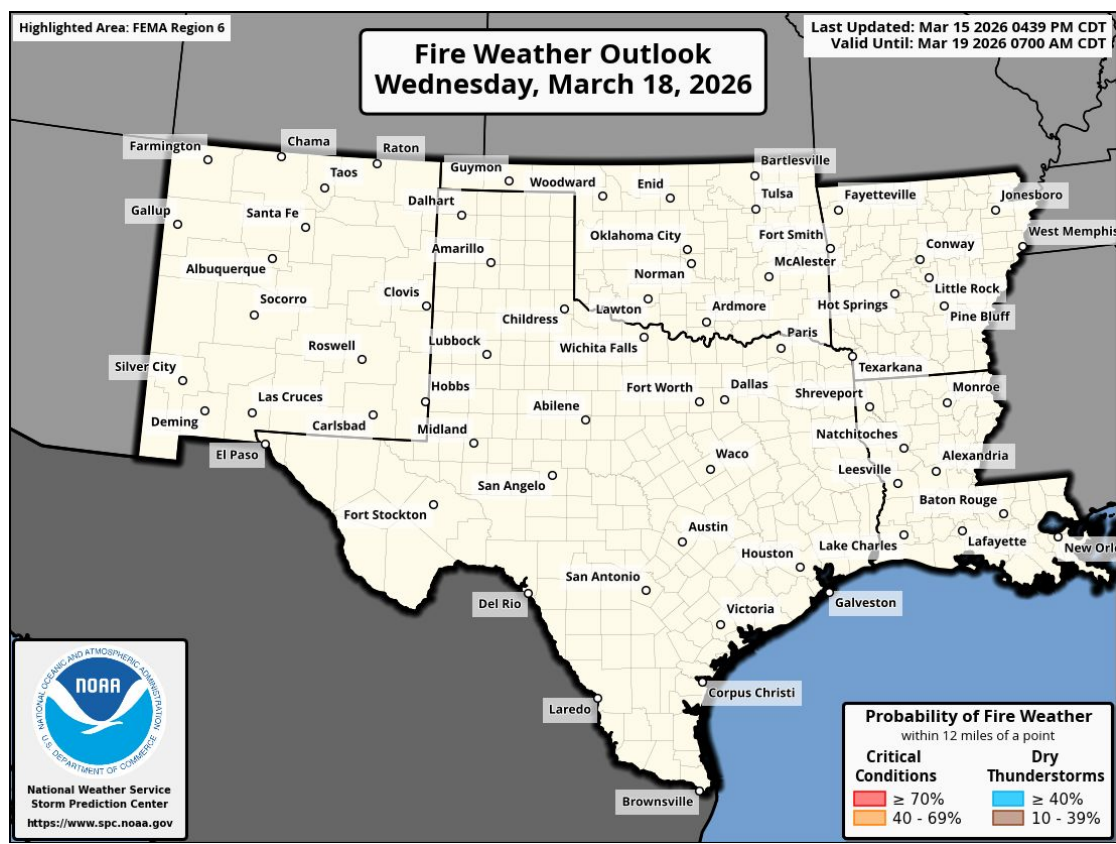 Highlighted Area: FEMA Region 6
Last Updated: Mar 15 2026 0439 PM CDT
Valid Until: Mar 19 2026 0700 AM CDT
Fire Weather Outlook
Wednesday, March 18, 2026
Farmington
Chama
Raton
Taos
Guymon
Woodward
Enid
Bartlesville
Tulsa
Fayetteville
Jonesboro
Gallup
Santa Fe
Dalhart
Oklahoma City
Fort Smith
Conway
West Memphis
Albuquerque
Amarillo
Norman
McAlester
Little Rock
Socorro
Clovis
Childress
Lawton
Ardmore
Hot Springs
Pine Bluff
Roswell
Lubbock
Wichita Falls
Paris
Texarkana
Silver City
Hobbs
Fort Worth
Dallas
Shreveport
Monroe
Deming
Las Cruces
Carlsbad
Midland
Abilene
Natchitoches
El Paso
Waco
Leesville
Alexandria
San Angelo
Baton Rouge
Fort Stockton
Austin
Houston
Lake Charles
Lafayette
New Orl
San Antonio
Del Rio
Galveston
Victoria
Laredo
Corpus Christi
Brownsville
NATIONAL OCEANIC AND ATMOSPHERIC ADMINISTRATION
NOAA
U.S. DEPARTMENT OF COMMERCE
National Weather Service
Storm Prediction Center
https://www.spc.noaa.gov
Probability of Fire Weather
within 12 miles of a point
Critical Conditions
≥ 70%
40 - 69%
Dry Thunderstorms
≥ 40%
10 - 39%